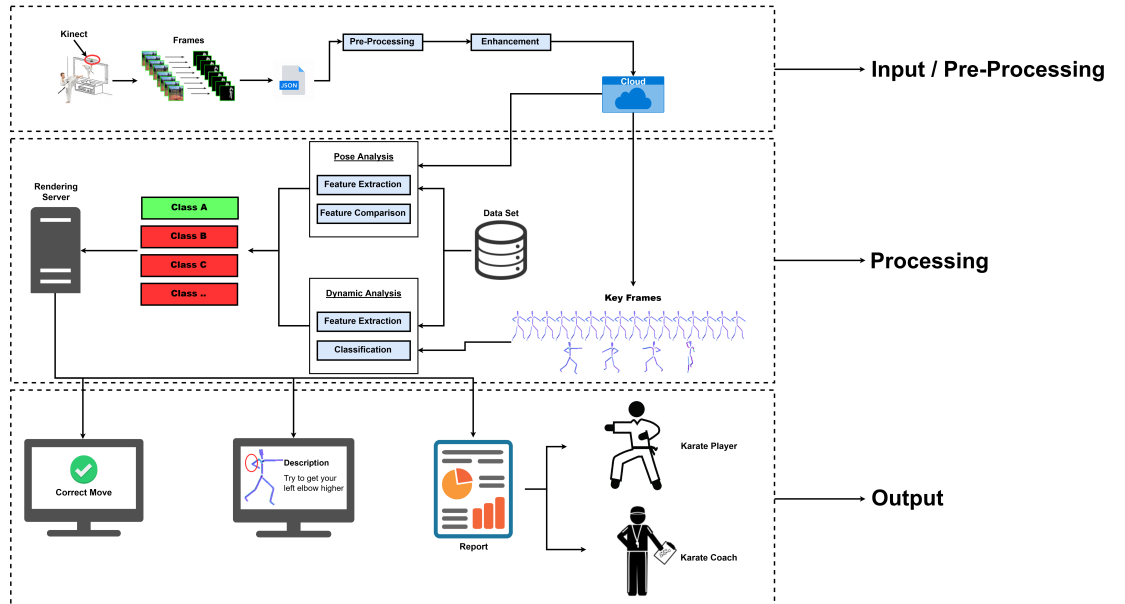 Kinect
Frames
JSON
Pre-Processing
Enhancement
Cloud
Input / Pre-Processing
Pose Analysis
Feature Extraction
Feature Comparison
Rendering
Server
Class A
Class B
Class C
Class ..
Data Set
Processing
Dynamic Analysis
Feature Extraction
Classification
Key Frames
Correct Move
Description
Try to get your
left elbow higher
Report
Karate Player
Karate Coach
Output